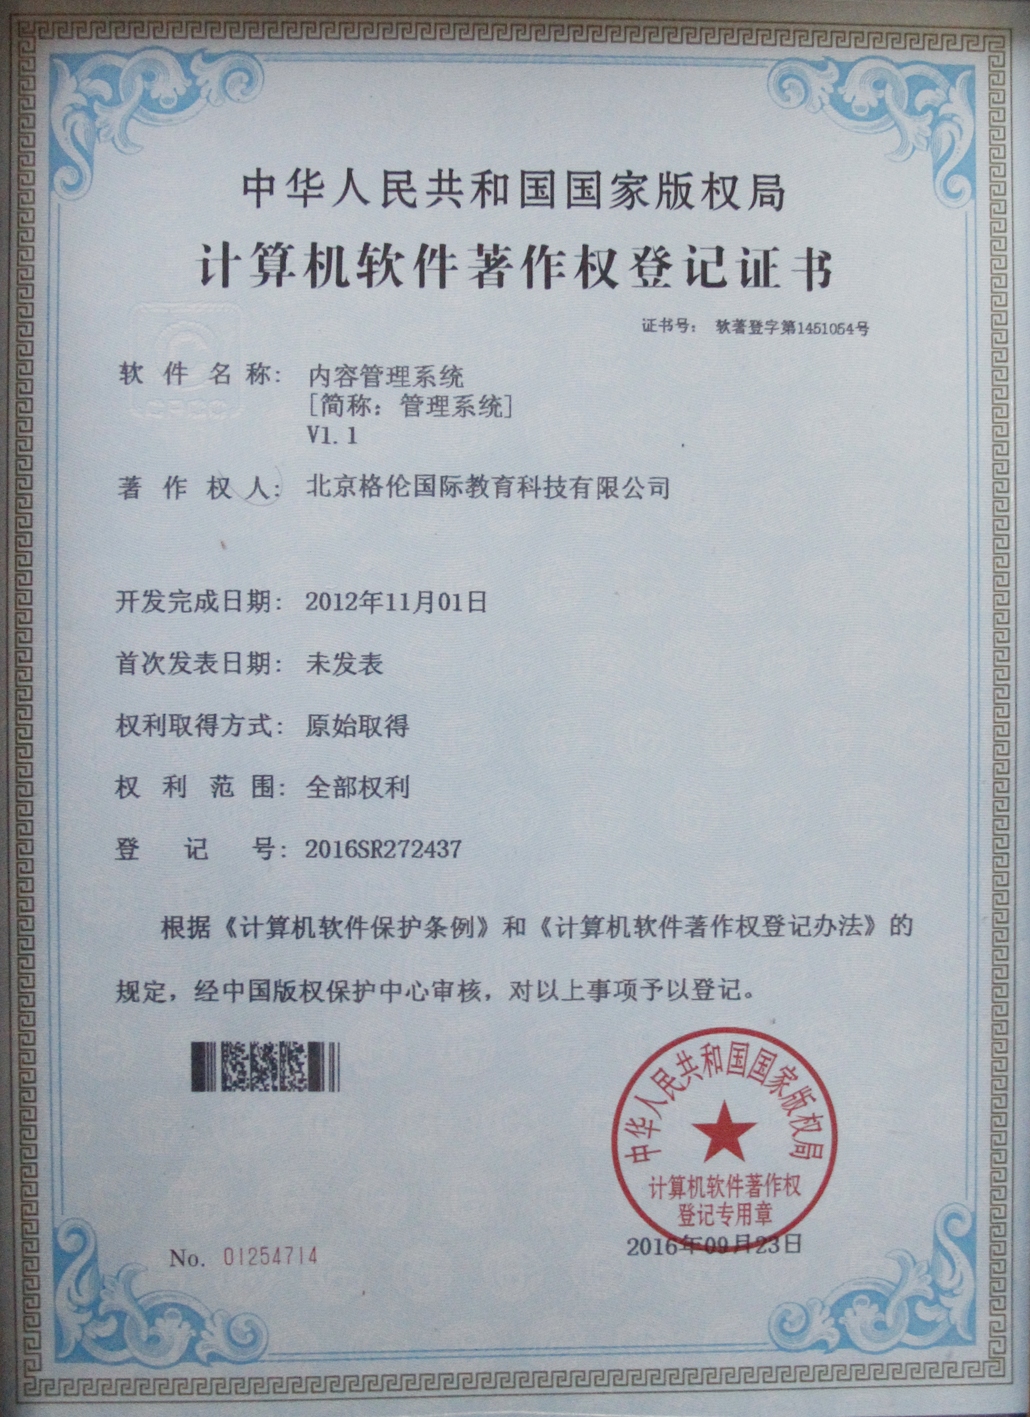 中华人民共和国国家版权局
计算机软件著作权登记证书
证书号： 软著登字第1451054号
软件名称： 内容管理系统
[简称：管理系统]
V1.1
著作权人： 北京格伦国际教育科技有限公司
开发完成日期： 2012年11月01日
首次发表日期： 未发表
权利取得方式： 原始取得
权利范围： 全部权利
登记号： 2016SR272437
根据《计算机软件保护条例》和《计算机软件著作权登记办法》的
规定，经中国版权保护中心审核，对以上事项予以登记。
中华人民共和国国家版权局
计算机软件著作权
登记专用章
2016年09月23日
No. 01254714